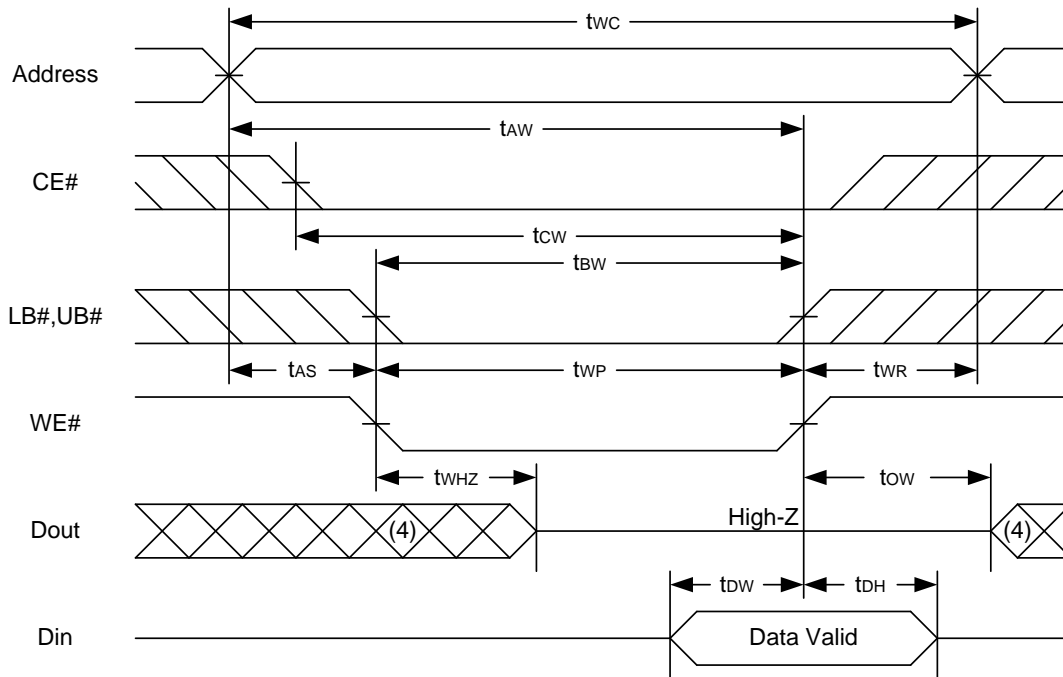 tWC
Address
tAW
CE#
tCW
tBW
LB#,UB#
tAS
tWP
tWR
WE#
tWHZ
tOW
Dout
(4)
High-Z
(4)
tDW
tDH
Din
Data Valid